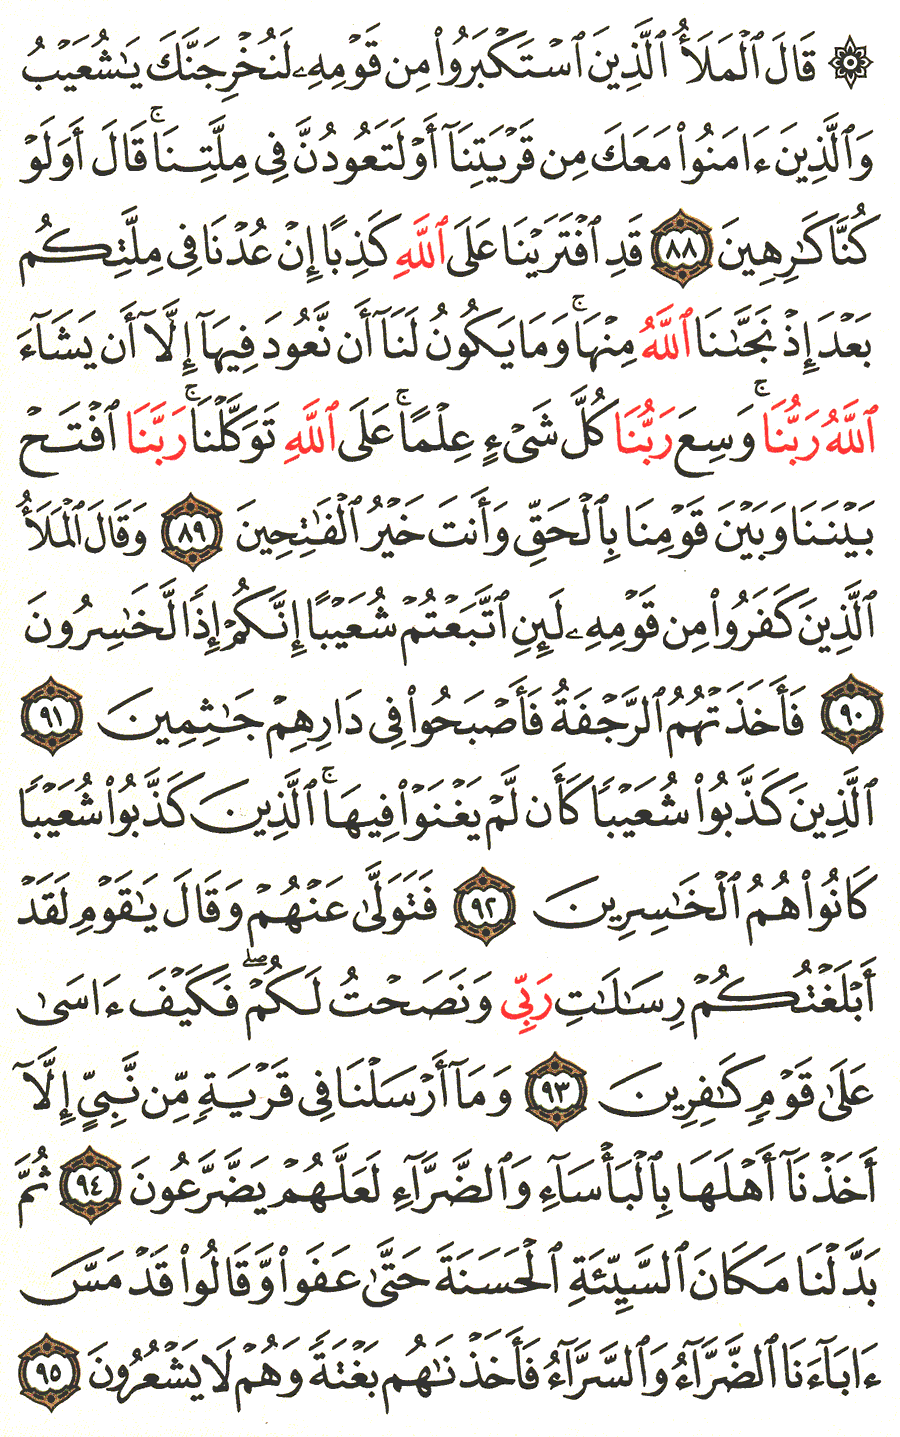 ۞ قَالَ ٱلْمَلَأُ ٱلَّذِينَ ٱسْتَكْبَرُوا۟ مِن قَوْمِهِۦ لَنُخْرِجَنَّكَ يَـٰشُعَيْبُ
وَٱلَّذِينَ ءَامَنُوا۟ مَعَكَ مِن قَرْيَتِنَآ أَوْ لَتَعُودُنَّ فِى مِلَّتِنَا ۚ قَالَ أَوَلَوْ
كُنَّا كَـٰرِهِينَ ٨٨ قَدِ ٱفْتَرَيْنَا عَلَى ٱللَّهِ كَذِبًا إِنْ عُدْنَا فِى مِلَّتِكُم
بَعْدَ إِذْ نَجَّىٰنَا ٱللَّهُ مِنْهَا ۚ وَمَا يَكُونُ لَنَآ أَن نَّعُودَ فِيهَآ إِلَّآ أَن يَشَآءَ
ٱللَّهُ رَبُّنَا ۚ وَسِعَ رَبُّنَا كُلَّ شَىْءٍ عِلْمًا ۚ عَلَى ٱللَّهِ تَوَكَّلْنَا ۚ رَبَّنَا ٱفْتَحْ
بَيْنَنَا وَبَيْنَ قَوْمِنَا بِٱلْحَقِّ وَأَنتَ خَيْرُ ٱلْفَـٰتِحِينَ ٨٩ وَقَالَ ٱلْمَلَأُ
ٱلَّذِينَ كَفَرُوا۟ مِن قَوْمِهِۦ لَئِنِ ٱتَّبَعْتُمْ شُعَيْبًا إِنَّكُمْ إِذًا لَّخَـٰسِرُونَ
٩٠ فَأَخَذَتْهُمُ ٱلرَّجْفَةُ فَأَصْبَحُوا۟ فِى دَارِهِمْ جَـٰثِمِينَ ٩١
ٱلَّذِينَ كَذَّبُوا۟ شُعَيْبًا كَأَن لَّمْ يَغْنَوْا۟ فِيهَا ۚ ٱلَّذِينَ كَذَّبُوا۟ شُعَيْبًا
كَانُوا۟ هُمُ ٱلْخَـٰسِرِينَ ٩٢ فَتَوَلَّىٰ عَنْهُمْ وَقَالَ يَـٰقَوْمِ لَقَدْ
أَبْلَغْتُكُمْ رِسَـٰلَـٰتِ رَبِّى وَنَصَحْتُ لَكُمْ ۖ فَكَيْفَ ءَاسَىٰ
عَلَىٰ قَوْمٍ كَـٰفِرِينَ ٩٣ وَمَآ أَرْسَلْنَا فِى قَرْيَةٍ مِّن نَّبِىٍّ إِلَّآ
أَخَذْنَآ أَهْلَهَا بِٱلْبَأْسَآءِ وَٱلضَّرَّآءِ لَعَلَّهُمْ يَضَّرَّعُونَ ٩٤ ثُمَّ
بَدَّلْنَا مَكَانَ ٱلسَّيِّئَةِ ٱلْحَسَنَةَ حَتَّىٰ عَفَوا۟ وَّقَالُوا۟ قَدْ مَسَّ
ءَابَآءَنَا ٱلضَّرَّآءُ وَٱلسَّرَّآءُ فَأَخَذْنَـٰهُم بَغْتَةً وَهُمْ لَا يَشْعُرُونَ ٩٥